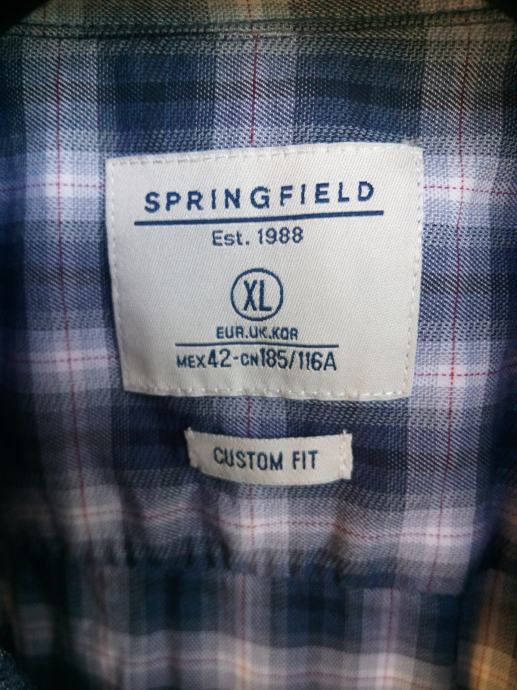 SPRINGFIELD
Est. 1988
XL
EUR.UK.KOR
MEX42-CN185/116A
CUSTOM FIT